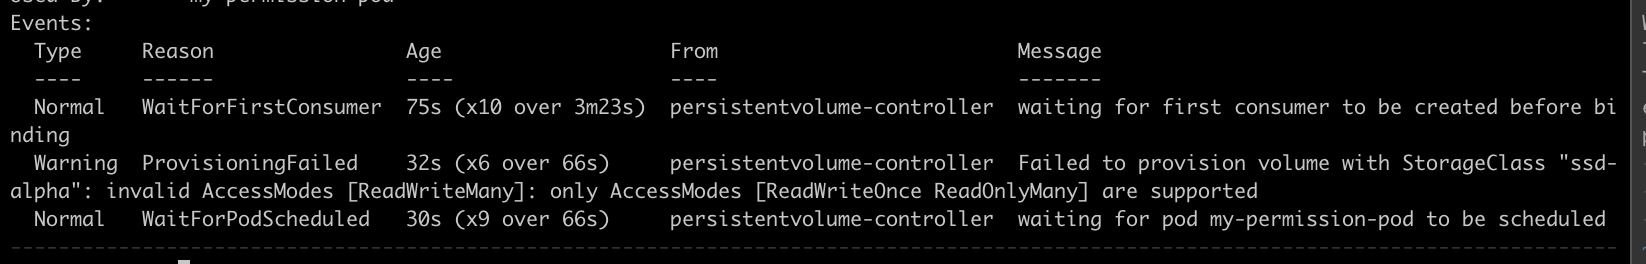 Used By:       my-permission-pod
Events:
  Type     Reason                Age                    From                         Message
  ----     ------                ----                   ----                         -------
  Normal   WaitForFirstConsumer  75s (x10 over 3m23s)  persistentvolume-controller  waiting for first consumer to be created before bi
nding
  Warning  ProvisioningFailed    32s (x6 over 66s)     persistentvolume-controller  Failed to provision volume with StorageClass "ssd-
alpha": invalid AccessModes [ReadWriteMany]: only AccessModes [ReadWriteOnce ReadOnlyMany] are supported
  Normal   WaitForPodScheduled   30s (x9 over 66s)     persistentvolume-controller  waiting for pod my-permission-pod to be scheduled